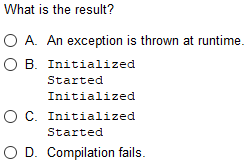 What is the result?
A. An exception is thrown at runtime.
B. Initialized
Started
Initialized
C. Initialized
Started
D. Compilation fails.